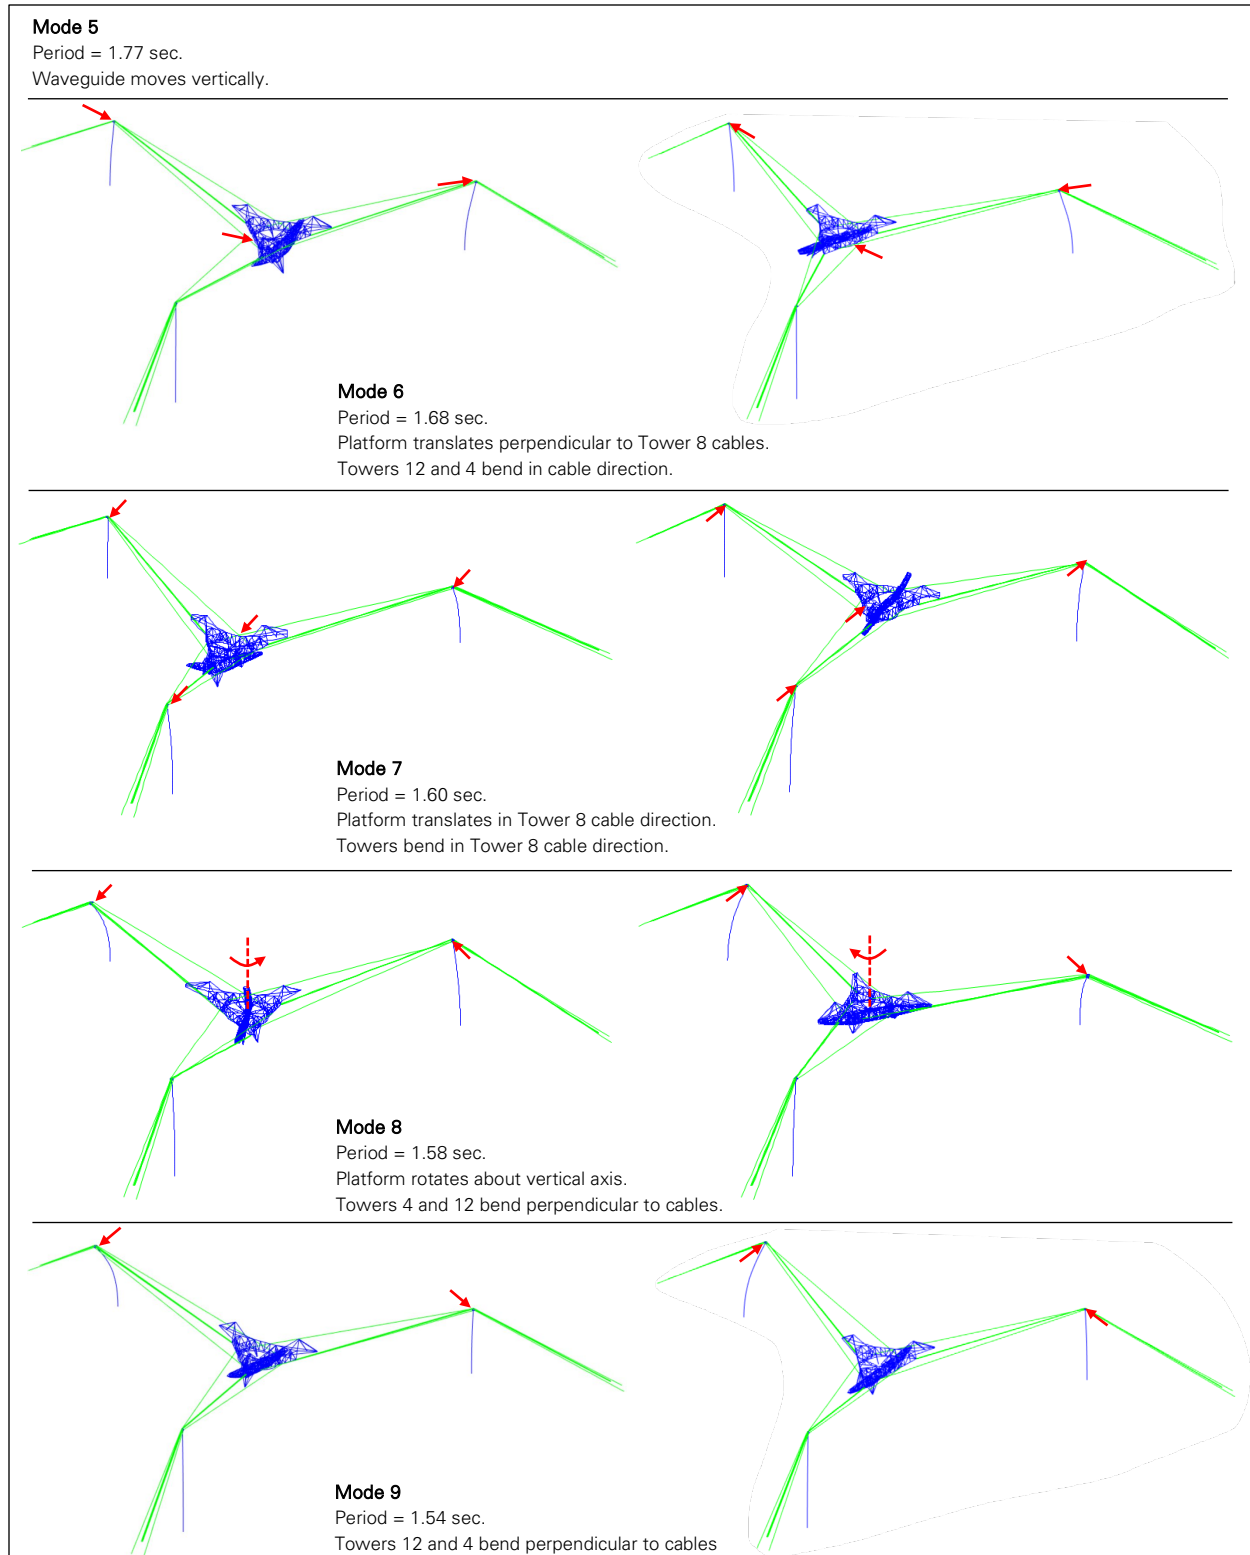 Mode 5
Period = 1.77 sec.
Waveguide moves vertically.
Mode 6
Period = 1.68 sec.
Platform translates perpendicular to Tower 8 cables.
Towers 12 and 4 bend in cable direction.
Mode 7
Period = 1.60 sec.
Platform translates in Tower 8 cable direction.
Towers bend in Tower 8 cable direction.
Mode 8
Period = 1.58 sec.
Platform rotates about vertical axis.
Towers 4 and 12 bend perpendicular to cables.
Mode 9
Period = 1.54 sec.
Towers 12 and 4 bend perpendicular to cables